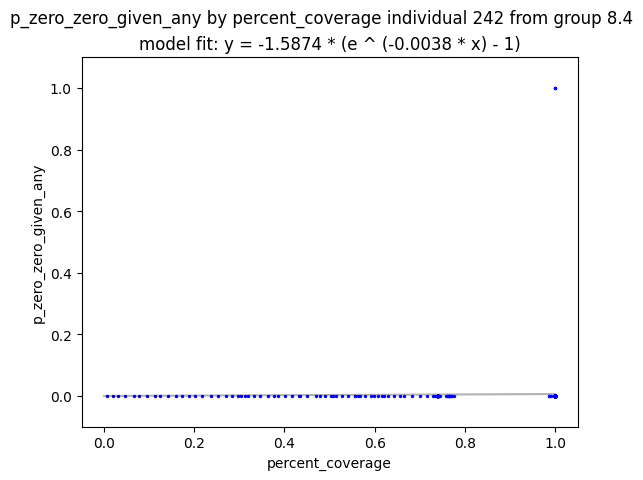 p_zero_zero_given_any by percent_coverage individual 242 from group 8.4
model fit: y = -1.5874 * (e ^ (-0.0038 * x) - 1)
1.0
0.8
0.6
0.4
0.2
0.0
p_zero_zero_given_any
0.0 0.2 0.4 0.6 0.8 1.0
percent_coverage